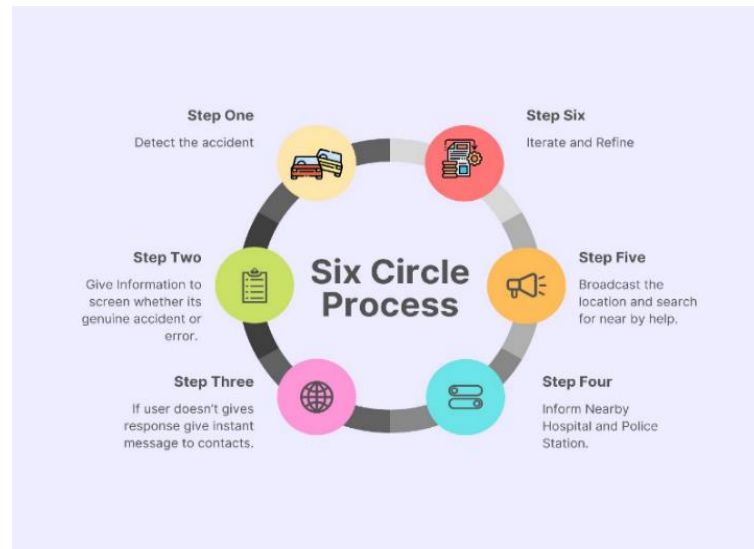 Step One
Detect the accident
Step Two
Give Information to
screen whether its
genuine accident or
error.
Step Three
If user doesn't gives
response give instant
message to contacts.
Six Circle
Process
Step Six
Iterate and Refine
Step Five
Broadcast the
location and search
for near by help.
Step Four
Inform Nearby
Hospital and Police
Station.